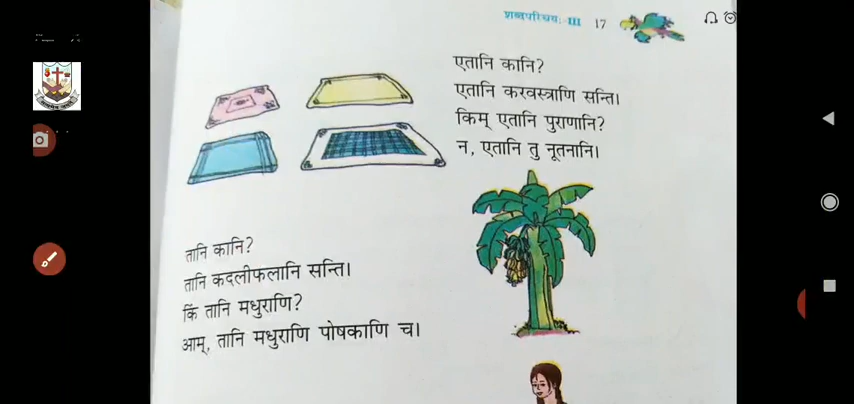 शब्दपरिचयः-III 17
एतानि कानि?
एतानि करवस्त्राणि सन्ति।
किम् एतानि पुराणानि?
न, एतानि तु नूतनानि।
तानि कानि?
तानि कदलीफलानि सन्ति।
किं तानि मधुराणि?
आम्, तानि मधुराणि पोषकाणि च।